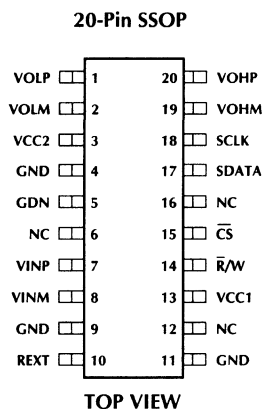 20-Pin SSOP
VOLP 1 20 VOHP
VOLM 2 19 VOHM
VCC2 3 18 SCLK
GND 4 17 SDATA
GDN 5 16 NC
NC 6 15 C̅S̅
VINP 7 14 R̅/W
VINM 8 13 VCC1
GND 9 12 NC
REXT 10 11 GND
TOP VIEW